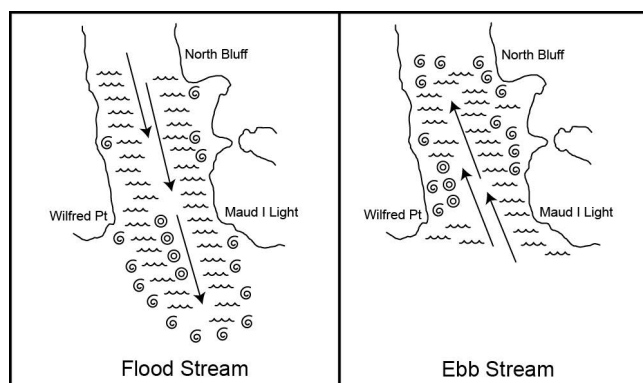 North Bluff
Wilfred Pt
Maud I Light
Flood Stream
North Bluff
Wilfred Pt
Maud I Light
Ebb Stream